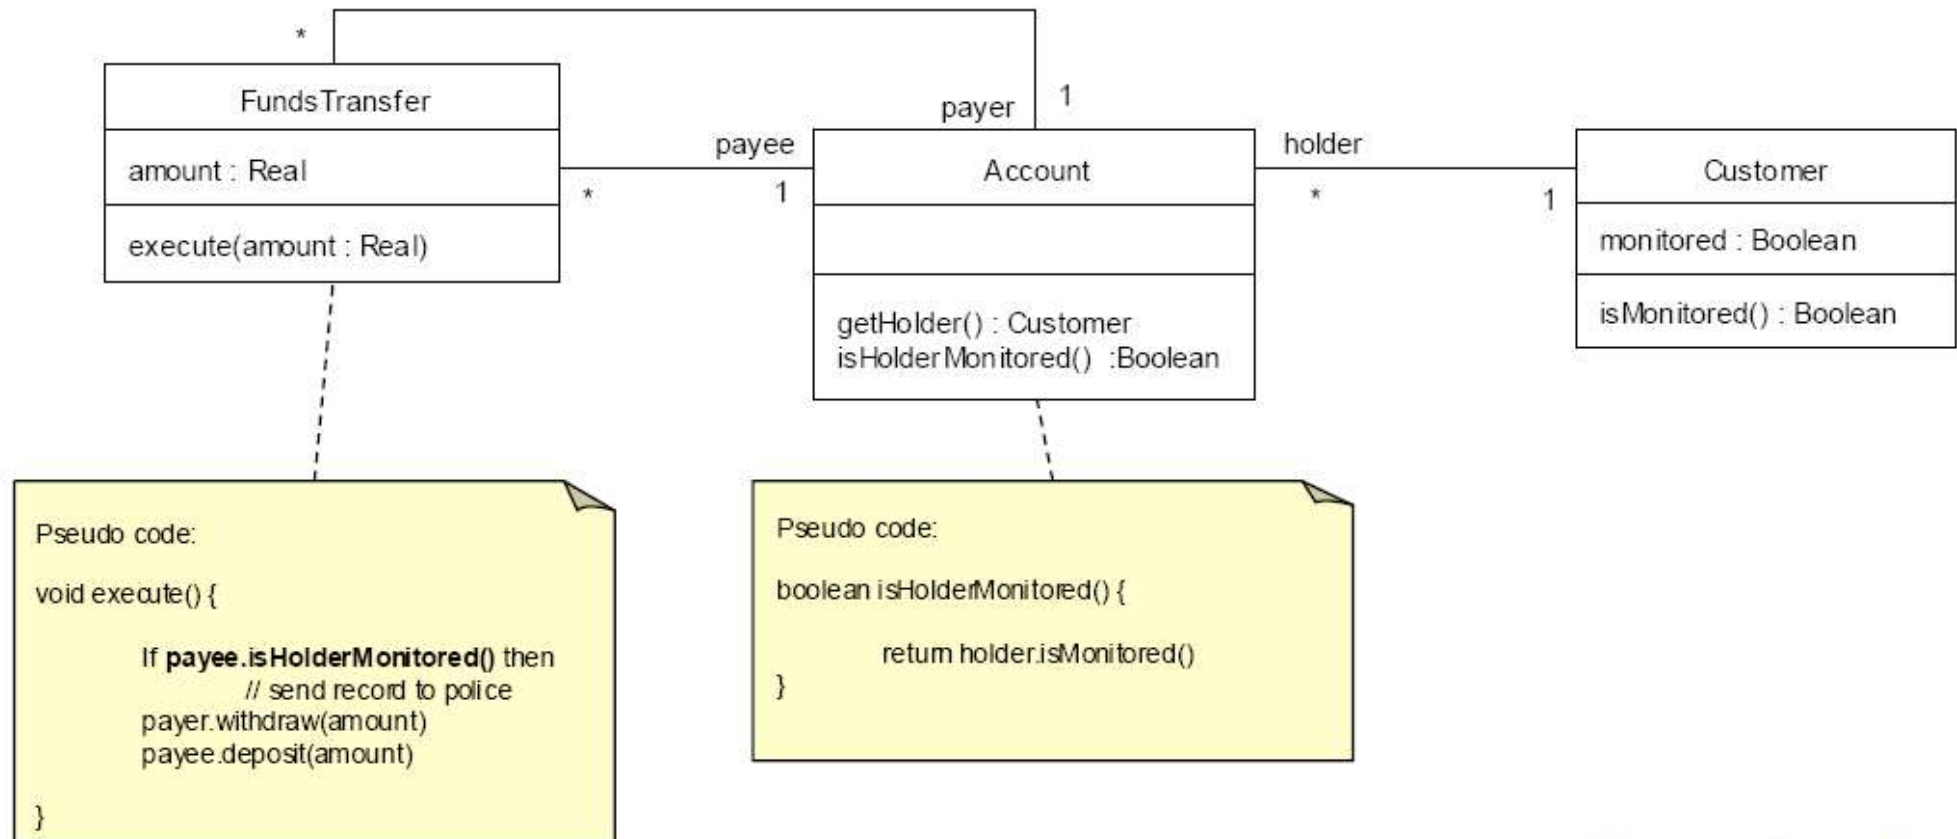 *
FundsTransfer
amount : Real
execute(amount : Real)
payer
1
payee
*
1
Account
getHolder() : Customer
isHolderMonitored() :Boolean
holder
*
1
Customer
monitored : Boolean
isMonitored() : Boolean
Pseudo code:
void execute() {
If payee.isHolderMonitored() then
// send record to police
payer.withdraw(amount)
payee.deposit(amount)
}
Pseudo code:
boolean isHolderMonitored() {
return holder.isMonitored()
}